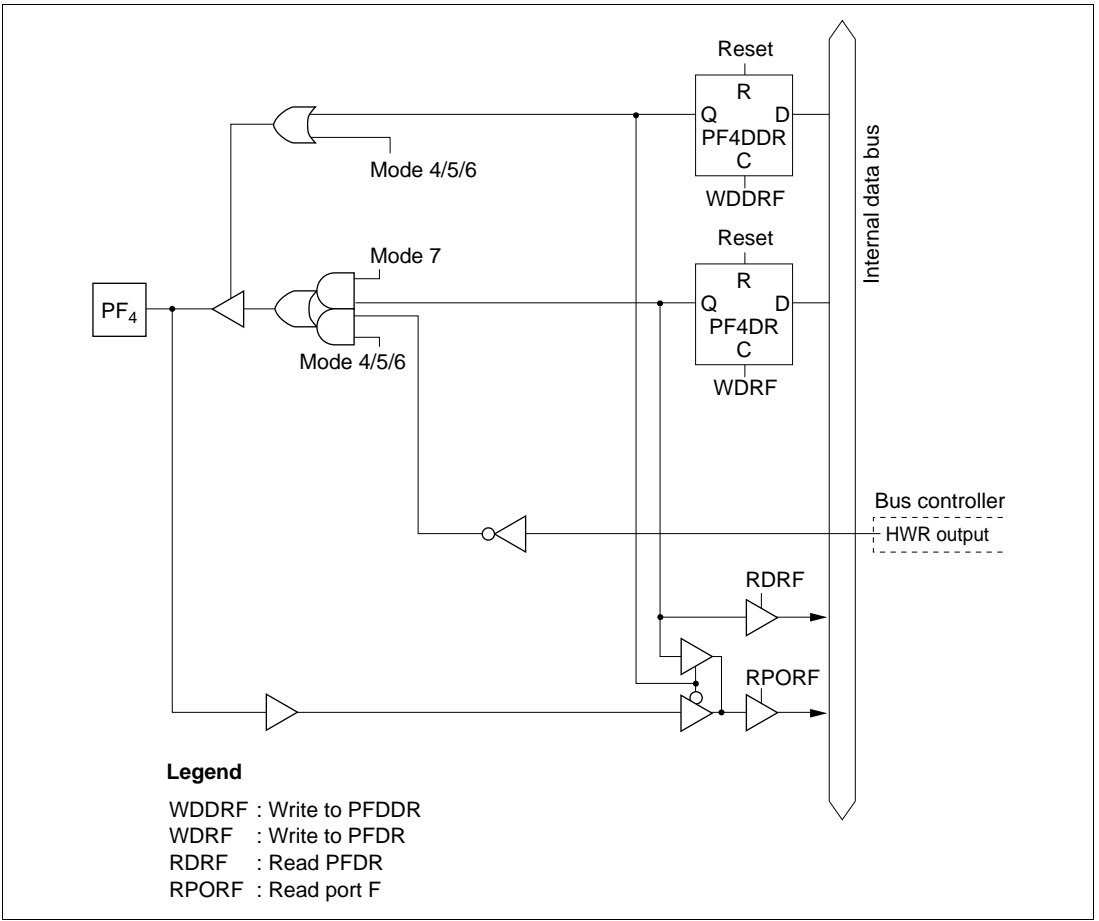 Reset
R
Q D
PF4DDR
C
WDDRF
Mode 4/5/6
Internal data bus
Reset
R
Q D
PF4DR
C
WDRF
Mode 7
PF4
Mode 4/5/6
Bus controller
HWR output
RDRF
RPORF
Legend
WDDRF : Write to PFDDR
WDRF : Write to PFDR
RDRF : Read PFDR
RPORF : Read port F